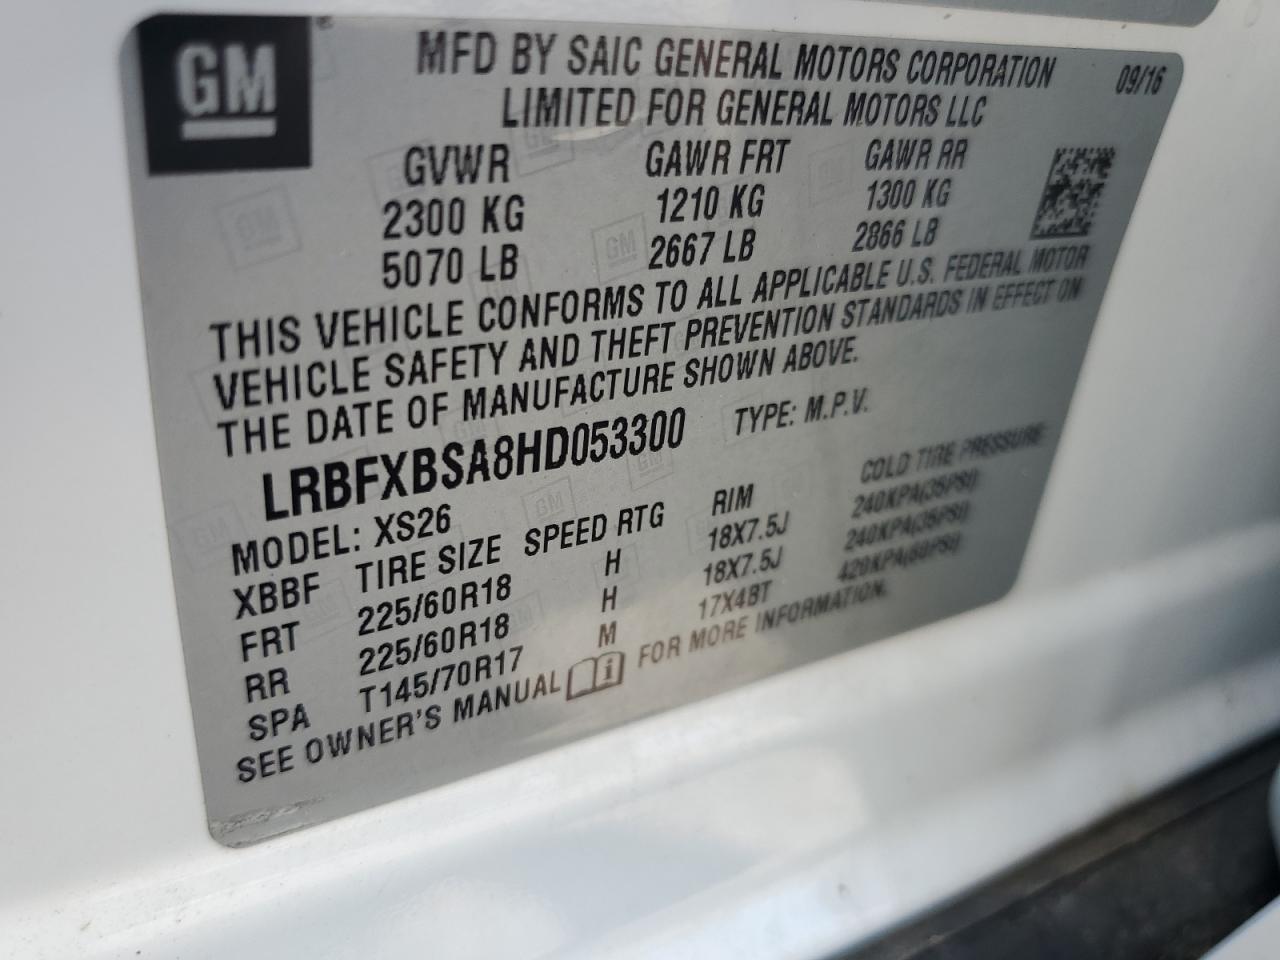 GM
MFD BY SAIC GENERAL MOTORS CORPORATION 09/16
LIMITED FOR GENERAL MOTORS LLC
GVWR GAWR FRT GAWR RR
2300 KG 1210 KG 1300 KG
5070 LB 2667 LB 2866 LB
THIS VEHICLE CONFORMS TO ALL APPLICABLE U.S. FEDERAL MOTOR
VEHICLE SAFETY AND THEFT PREVENTION STANDARDS IN EFFECT ON
THE DATE OF MANUFACTURE SHOWN ABOVE.
LRBFXBSA8HD053300 TYPE: M.P.V.
MODEL: XS26
XBBF TIRE SIZE SPEED RTG RIM COLD TIRE PRESSURE
FRT 225/60R18 H 18X7.5J 240KPA(35PSI)
RR 225/60R18 H 18X7.5J 240KPA(35PSI)
SPA T145/70R17 M 17X4BT 420KPA(60PSI)
SEE OWNER'S MANUAL FOR MORE INFORMATION.